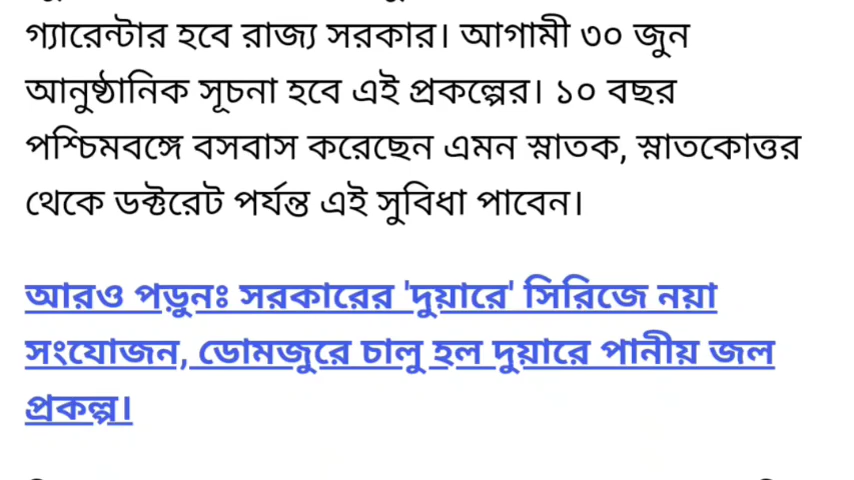 গ্যারেন্টার হবে রাজ্য সরকার। আগামী ৩০ জুন
আনুষ্ঠানিক সূচনা হবে এই প্রকল্পের। ১০ বছর
পশ্চিমবঙ্গে বসবাস করেছেন এমন স্নাতক, স্নাতকোত্তর
থেকে ডক্টরেট পর্যন্ত এই সুবিধা পাবেন।
আরও পড়ুনঃ সরকারের 'দুয়ারে' সিরিজে নয়া
সংযোজন, ডোমজুরে চালু হল দুয়ারে পানীয় জল
প্রকল্প।